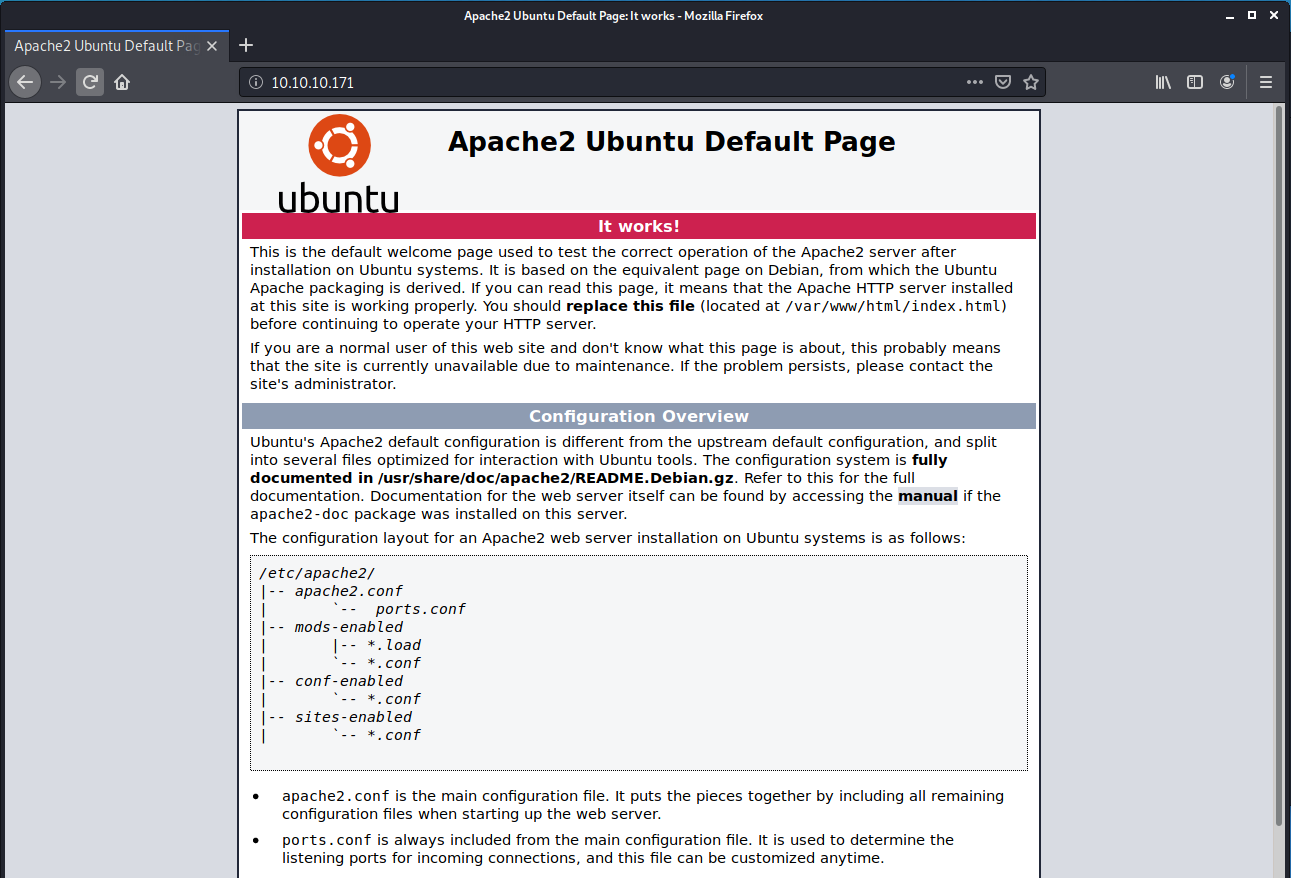 Apache2 Ubuntu Default Page: It works - Mozilla Firefox
Apache2 Ubuntu Default Pag
10.10.10.171
ubuntu
Apache2 Ubuntu Default Page
It works!
This is the default welcome page used to test the correct operation of the Apache2 server after
installation on Ubuntu systems. It is based on the equivalent page on Debian, from which the Ubuntu
Apache packaging is derived. If you can read this page, it means that the Apache HTTP server installed
at this site is working properly. You should replace this file (located at /var/www/html/index.html)
before continuing to operate your HTTP server.
If you are a normal user of this web site and don't know what this page is about, this probably means
that the site is currently unavailable due to maintenance. If the problem persists, please contact the
site's administrator.
Configuration Overview
Ubuntu's Apache2 default configuration is different from the upstream default configuration, and split
into several files optimized for interaction with Ubuntu tools. The configuration system is fully
documented in /usr/share/doc/apache2/README.Debian.gz. Refer to this for the full
documentation. Documentation for the web server itself can be found by accessing the manual if the
apache2-doc package was installed on this server.
The configuration layout for an Apache2 web server installation on Ubuntu systems is as follows:
/etc/apache2/
|-- apache2.conf
|       `--  ports.conf
|-- mods-enabled
|       |-- *.load
|       `-- *.conf
|-- conf-enabled
|       `-- *.conf
|-- sites-enabled
|       `-- *.conf
• apache2.conf is the main configuration file. It puts the pieces together by including all remaining
configuration files when starting up the web server.
• ports.conf is always included from the main configuration file. It is used to determine the
listening ports for incoming connections, and this file can be customized anytime.